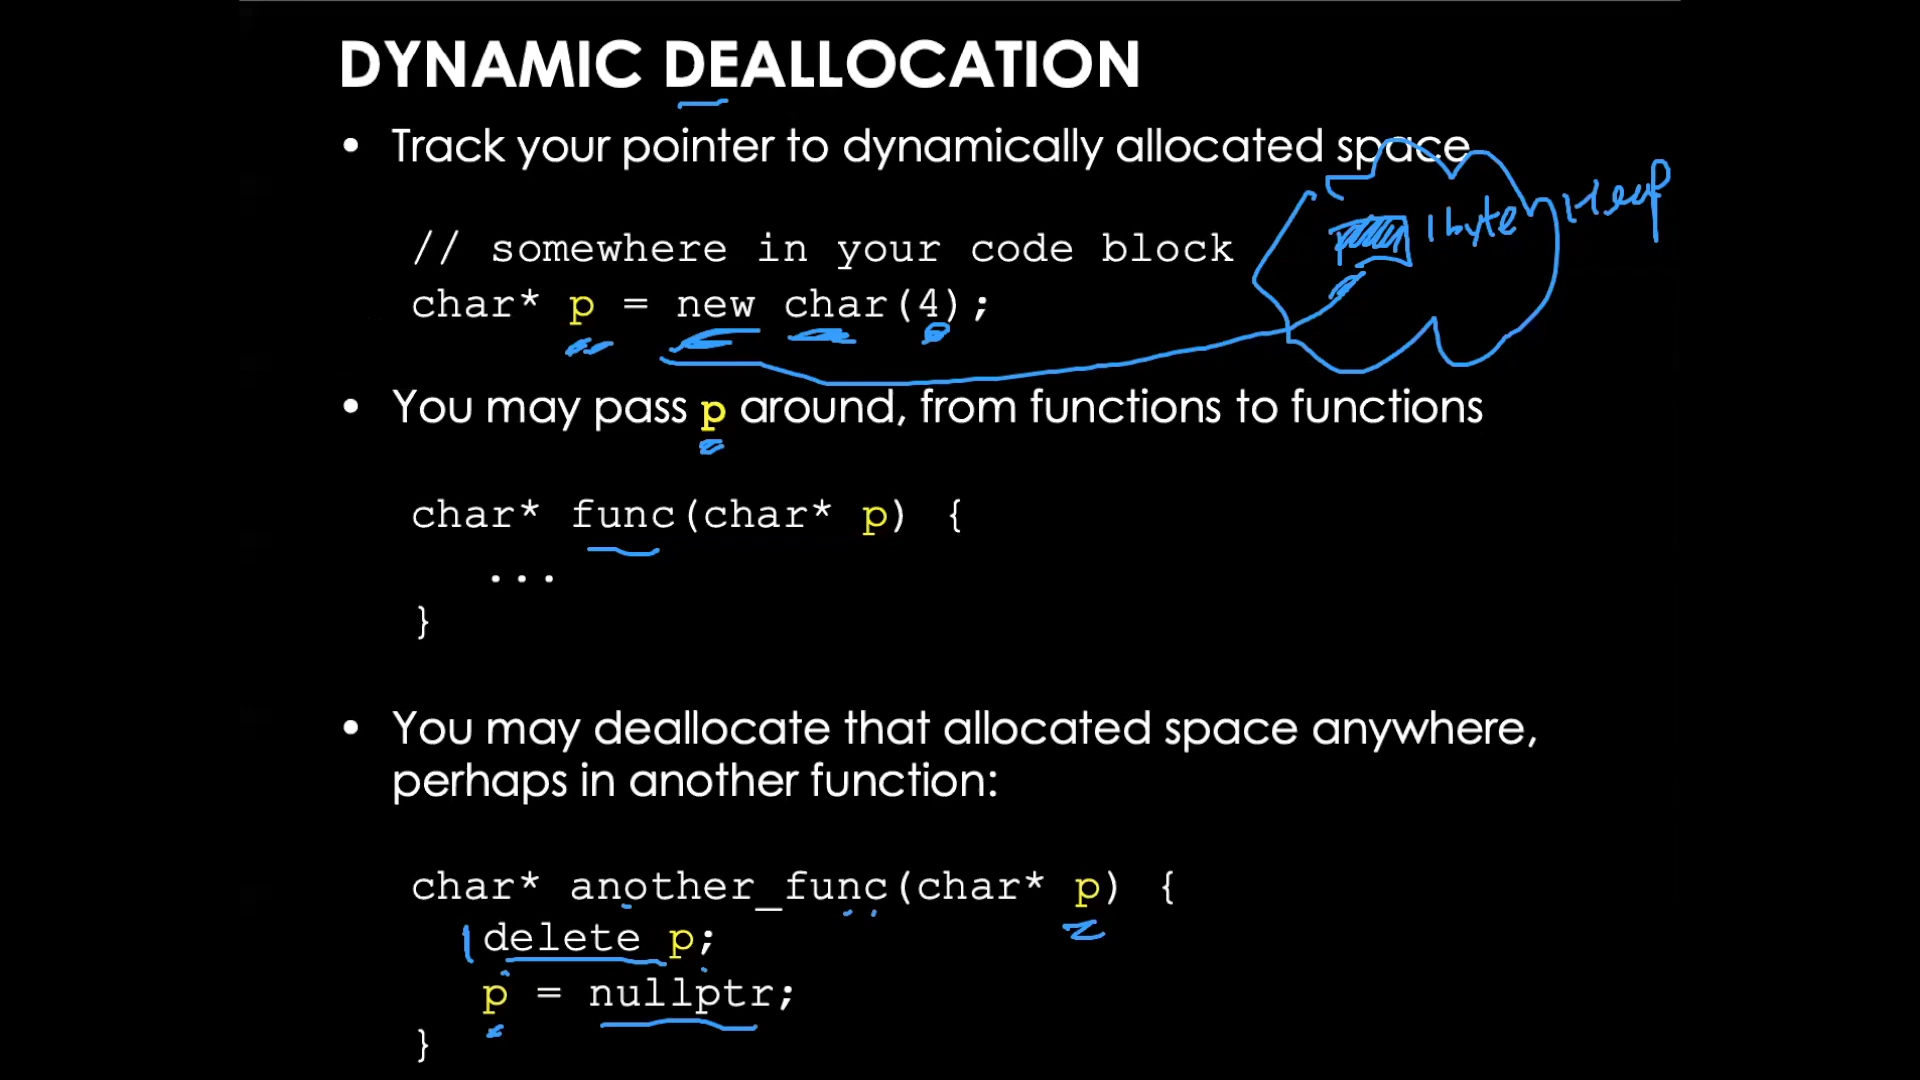 DYNAMIC DEALLOCATION
• Track your pointer to dynamically allocated space
1 byte Heap
// somewhere in your code block
char* p = new char(4);
• You may pass p around, from functions to functions
char* func(char* p) {
...
}
• You may deallocate that allocated space anywhere,
perhaps in another function:
char* another_func(char* p) {
delete p;
p = nullptr;
}